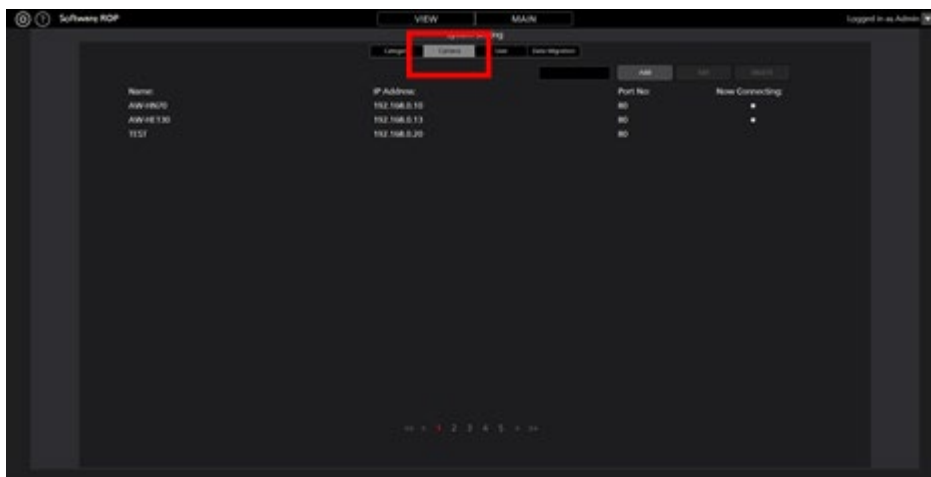 Software ROP
VIEW MAIN
Logged in as Admin
Camera User Data Migration
Add
Name: IP Address: Port No: Now Connecting:
AW-HN70 192.168.0.10 80
AW-HE130 192.168.0.13 80
TEST 192.168.0.20 80
<< < 1 2 3 4 5 > >>